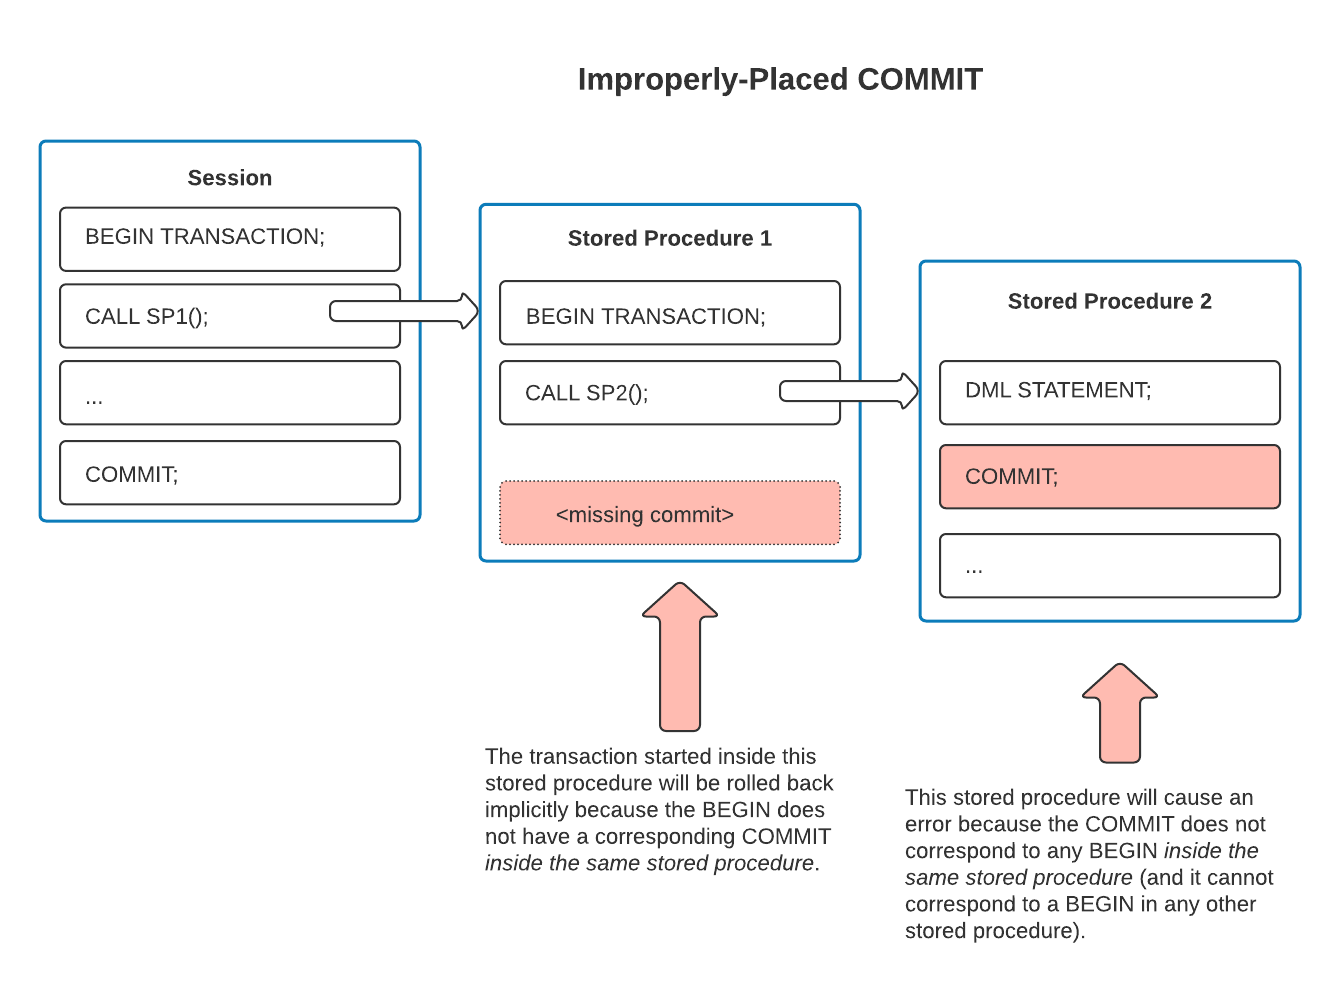 Improperly-Placed COMMIT
Session
BEGIN TRANSACTION;
CALL SP1();
...
COMMIT;
Stored Procedure 1
BEGIN TRANSACTION;
CALL SP2();
<missing commit>
The transaction started inside this
stored procedure will be rolled back
implicitly because the BEGIN does
not have a corresponding COMMIT
inside the same stored procedure.
Stored Procedure 2
DML STATEMENT;
COMMIT;
...
This stored procedure will cause an
error because the COMMIT does not
correspond to any BEGIN inside the
same stored procedure (and it cannot
correspond to a BEGIN in any other
stored procedure).